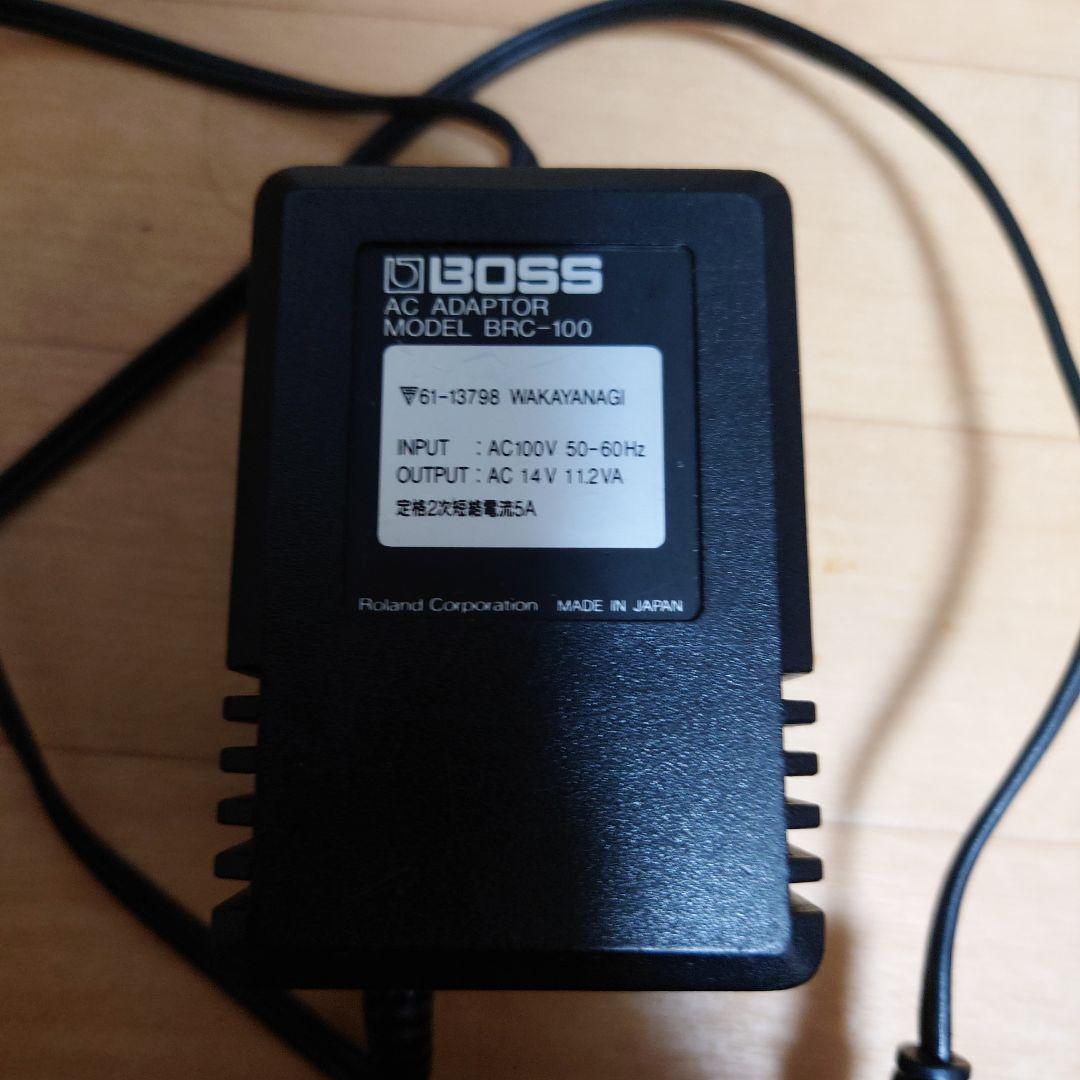 BOSS
AC ADAPTOR
MODEL BRC-100
61-13798 WAKAYANAGI
INPUT : AC100V 50-60Hz
OUTPUT : AC 14V 11.2VA
定格2次短絡電流5A
Roland Corporation MADE IN JAPAN